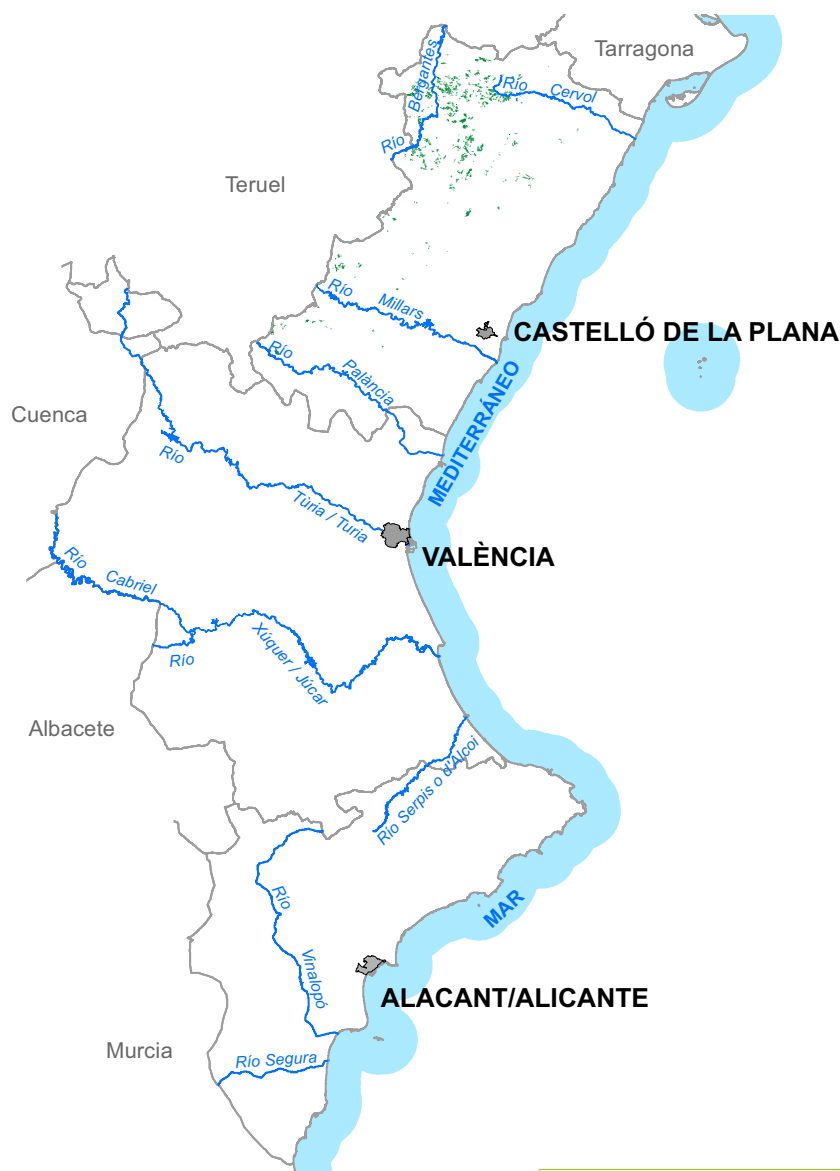 Tarragona
Río Bergantes
Río Cervol
Teruel
Río Millars
CASTELLÓ DE LA PLANA
Río Palància
Cuenca
MAR MEDITERRÁNEO
Río Túria / Turia
VALÈNCIA
Río Cabriel
Río Xúquer / Júcar
Albacete
Río Serpis o d'Alcoi
Río Vinalopó
ALACANT/ALICANTE
Murcia
Río Segura